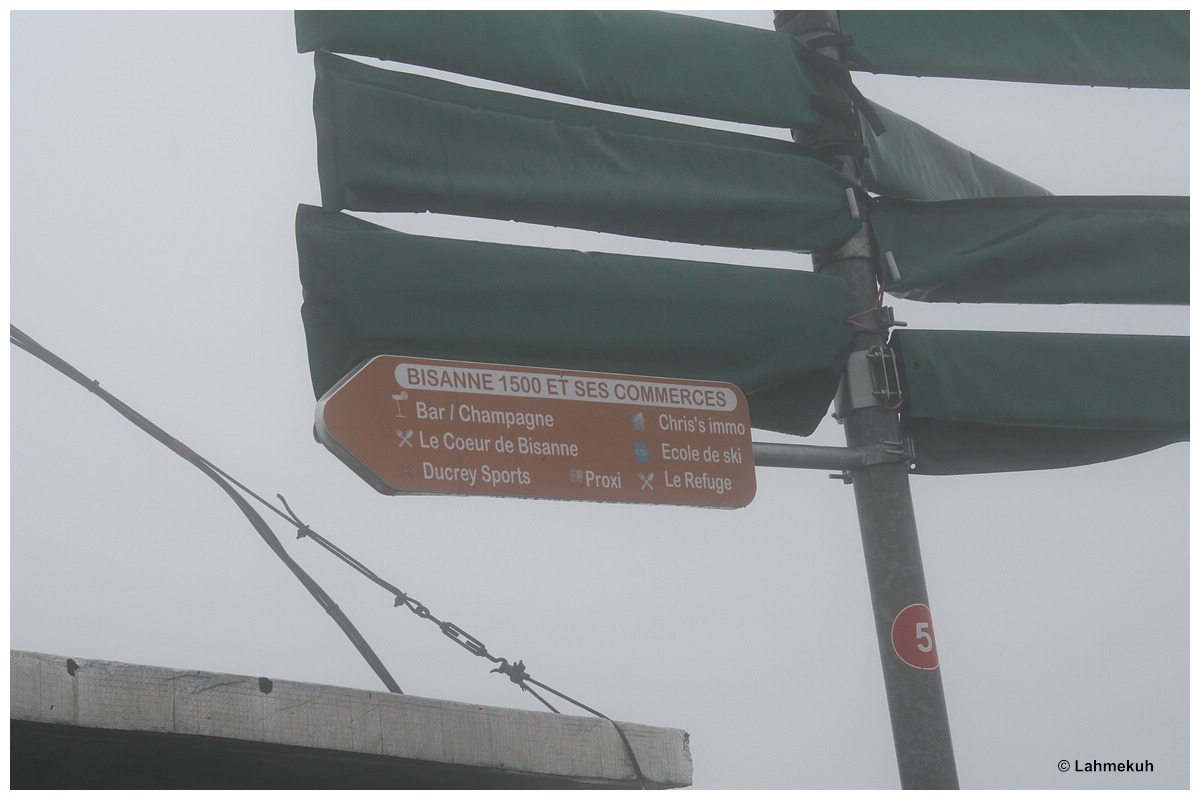 BISANNE 1500 ET SES COMMERCES
Bar / Champagne
Chris's immo
Le Coeur de Bisanne
Ecole de ski
Ducrey Sports
Proxi
Le Refuge
5
© Lahmekuh